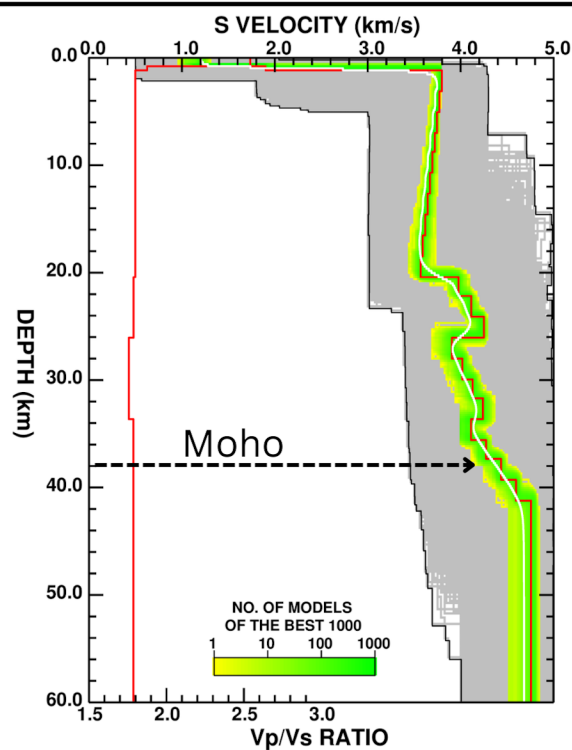 S VELOCITY (km/s)
0.0 1.0 2.0 3.0 4.0 5.0
0.0
10.0
20.0
30.0
40.0
50.0
60.0
DEPTH (km)
Moho
NO. OF MODELS
OF THE BEST 1000
1 10 100 1000
1.5 2.0 2.5 3.0
Vp/Vs RATIO